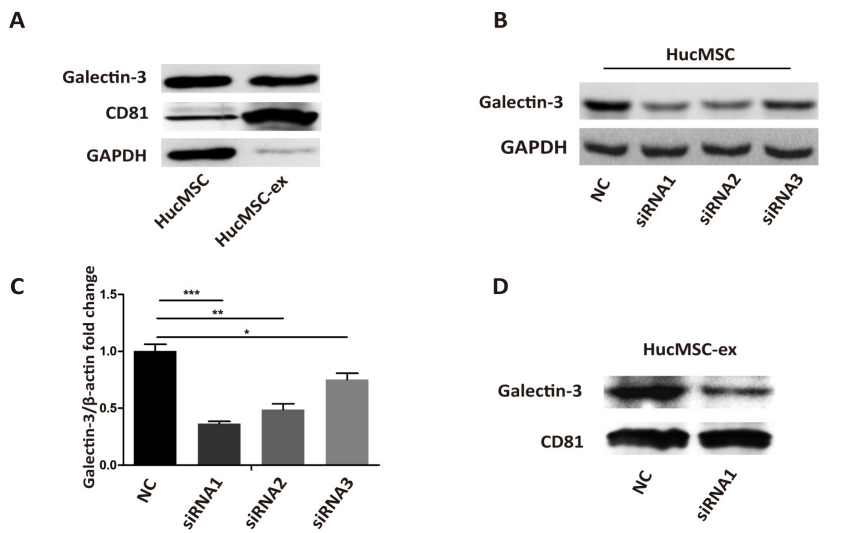 A
Galectin-3
CD81
GAPDH
HucMSC
HucMSC-ex
B
HucMSC
Galectin-3
GAPDH
NC
siRNA1
siRNA2
siRNA3
C
Galectin-3/β-actin fold change
1.5
1.0
0.5
0.0
***
**
*
NC
siRNA1
siRNA2
siRNA3
D
HucMSC-ex
Galectin-3
CD81
NC
siRNA1